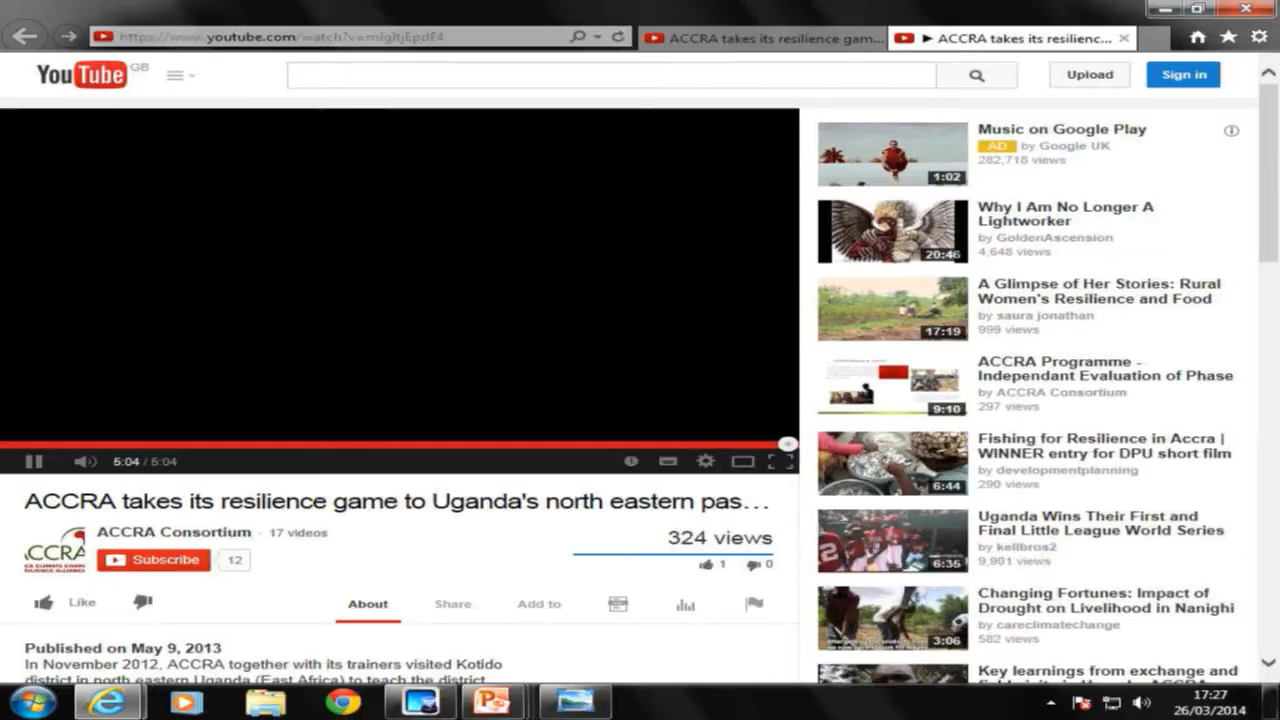 youtube.com
ACCRA takes its resilience gam...
► ACCRA takes its resilienc...
YouTube GB
Upload
Sign in
5:04 / 5:04
ACCRA takes its resilience game to Uganda's north eastern pas...
ACCRA Consortium · 17 videos
Subscribe 12
324 views
1 0
Like
About
Share
Add to
Published on May 9, 2013
In November 2012, ACCRA together with its trainers visited Kotido
district in north eastern Uganda (East Africa) to teach the district
Music on Google Play
AD by Google UK
282,718 views
1:02
Why I Am No Longer A
Lightworker
by GoldenAscension
4,648 views
20:46
A Glimpse of Her Stories: Rural
Women's Resilience and Food
by saura jonathan
999 views
17:19
ACCRA Programme -
Independant Evaluation of Phase
by ACCRA Consortium
297 views
9:10
Fishing for Resilience in Accra |
WINNER entry for DPU short film
by developmentplanning
290 views
6:44
Uganda Wins Their First and
Final Little League World Series
by kellbros2
9,901 views
6:35
Changing Fortunes: Impact of
Drought on Livelihood in Nanighi
by careclimatechange
582 views
3:06
Key learnings from exchange and
17:27
26/03/2014